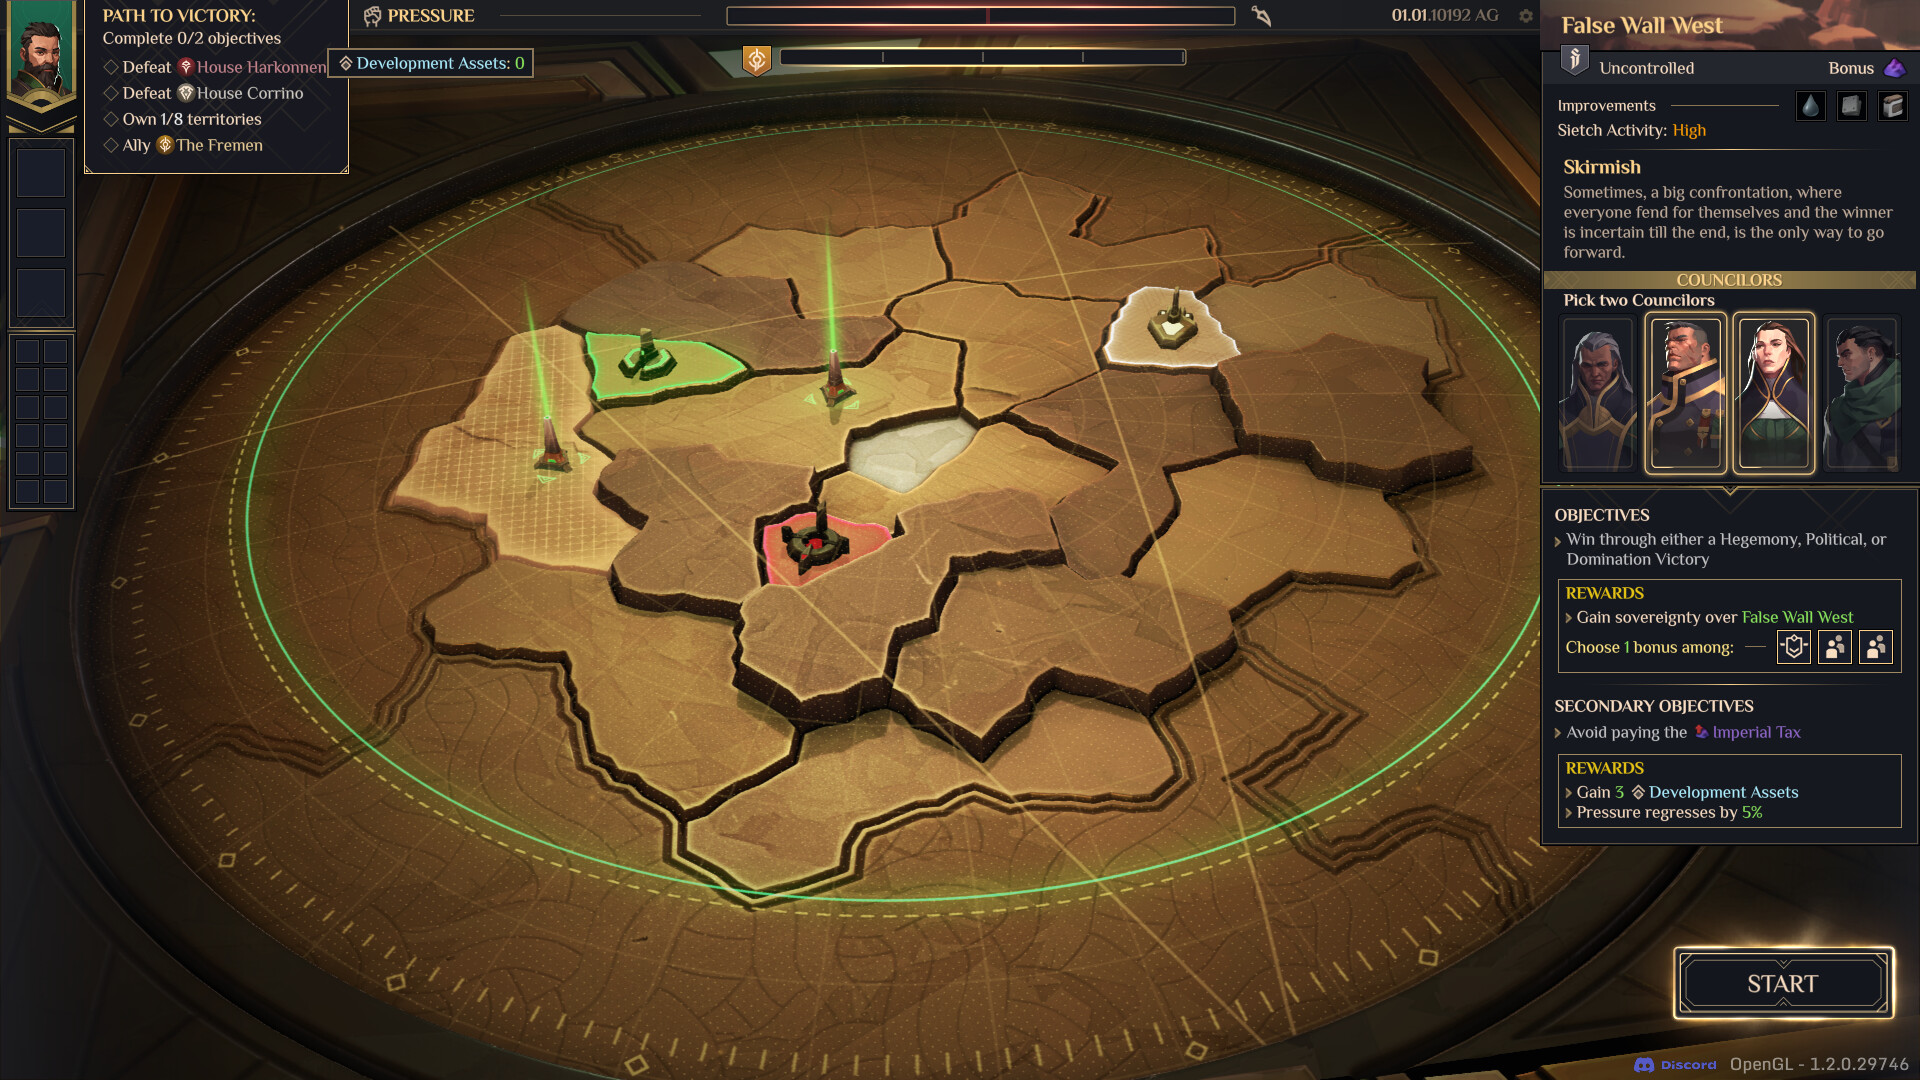 PATH TO VICTORY:
Complete 0/2 objectives
Defeat House Harkonnen
Defeat House Corrino
Own 1/8 territories
Ally The Fremen
PRESSURE
Development Assets: 0
01.01.10192 AG
False Wall West
Uncontrolled
Bonus
Improvements
Sietch Activity: High
Skirmish
Sometimes, a big confrontation, where
everyone fend for themselves and the winner
is incertain till the end, is the only way to go
forward.
COUNCILORS
Pick two Councilors
OBJECTIVES
Win through either a Hegemony, Political, or
Domination Victory
REWARDS
Gain sovereignty over False Wall West
Choose 1 bonus among:
SECONDARY OBJECTIVES
Avoid paying the Imperial Tax
REWARDS
Gain 3 Development Assets
Pressure regresses by 5%
START
Discord OpenGL - 1.2.0.29746